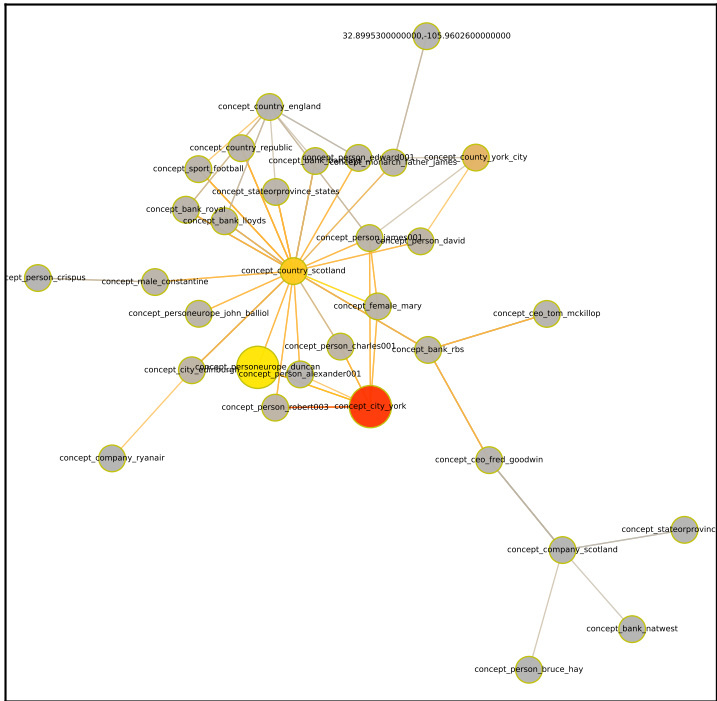 32.8995300000000,-105.9602600000000
concept_country_england
concept_country_republic
concept_person_edward001
concept_county_york_city
concept_monarch_father_james
concept_sport_football
concept_stateorprovince_states
concept_bank_royal
concept_bank_lloyds
concept_person_james001
concept_person_david
concept_country_scotland
cept_person_crispus
concept_male_constantine
concept_female_mary
concept_personeurope_john_balliol
concept_ceo_tom_mckillop
concept_person_charles001
concept_bank_rbs
concept_personeurope_duncan
concept_city_edinburgh
concept_person_alexander001
concept_person_robert003
concept_city_york
concept_company_ryanair
concept_ceo_fred_goodwin
concept_stateorprovinc
concept_company_scotland
concept_bank_natwest
concept_person_bruce_hay